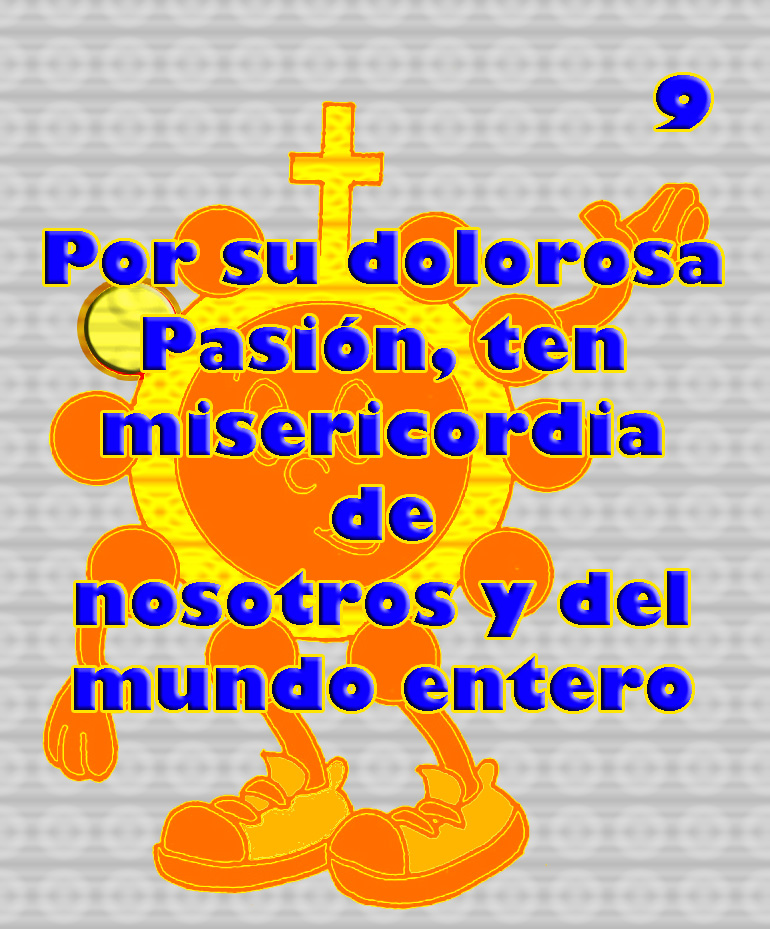 9
Por su dolorosa
Pasión, ten
misericordia
de
nosotros y del
mundo entero